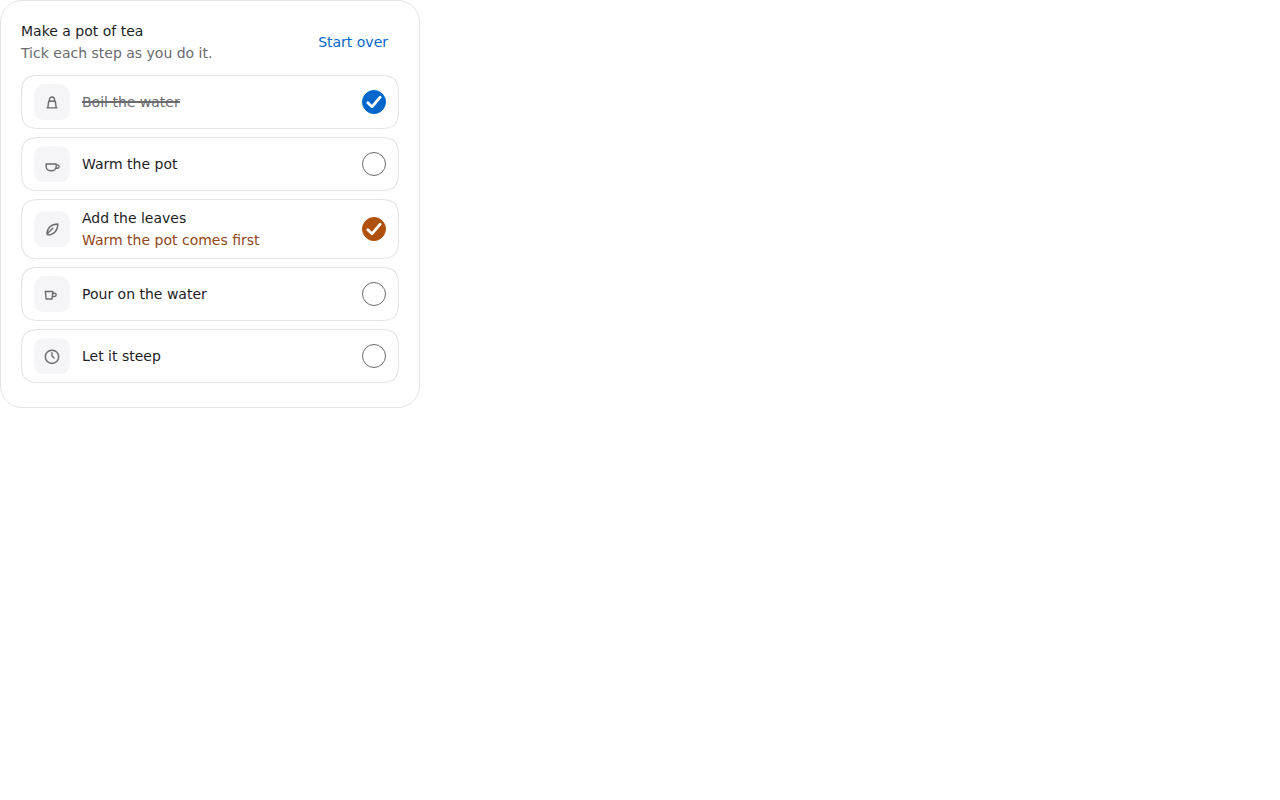 Make a pot of tea
Tick each step as you do it.
Start over
Boil the water
Warm the pot
Add the leaves
Warm the pot comes first
Pour on the water
Let it steep